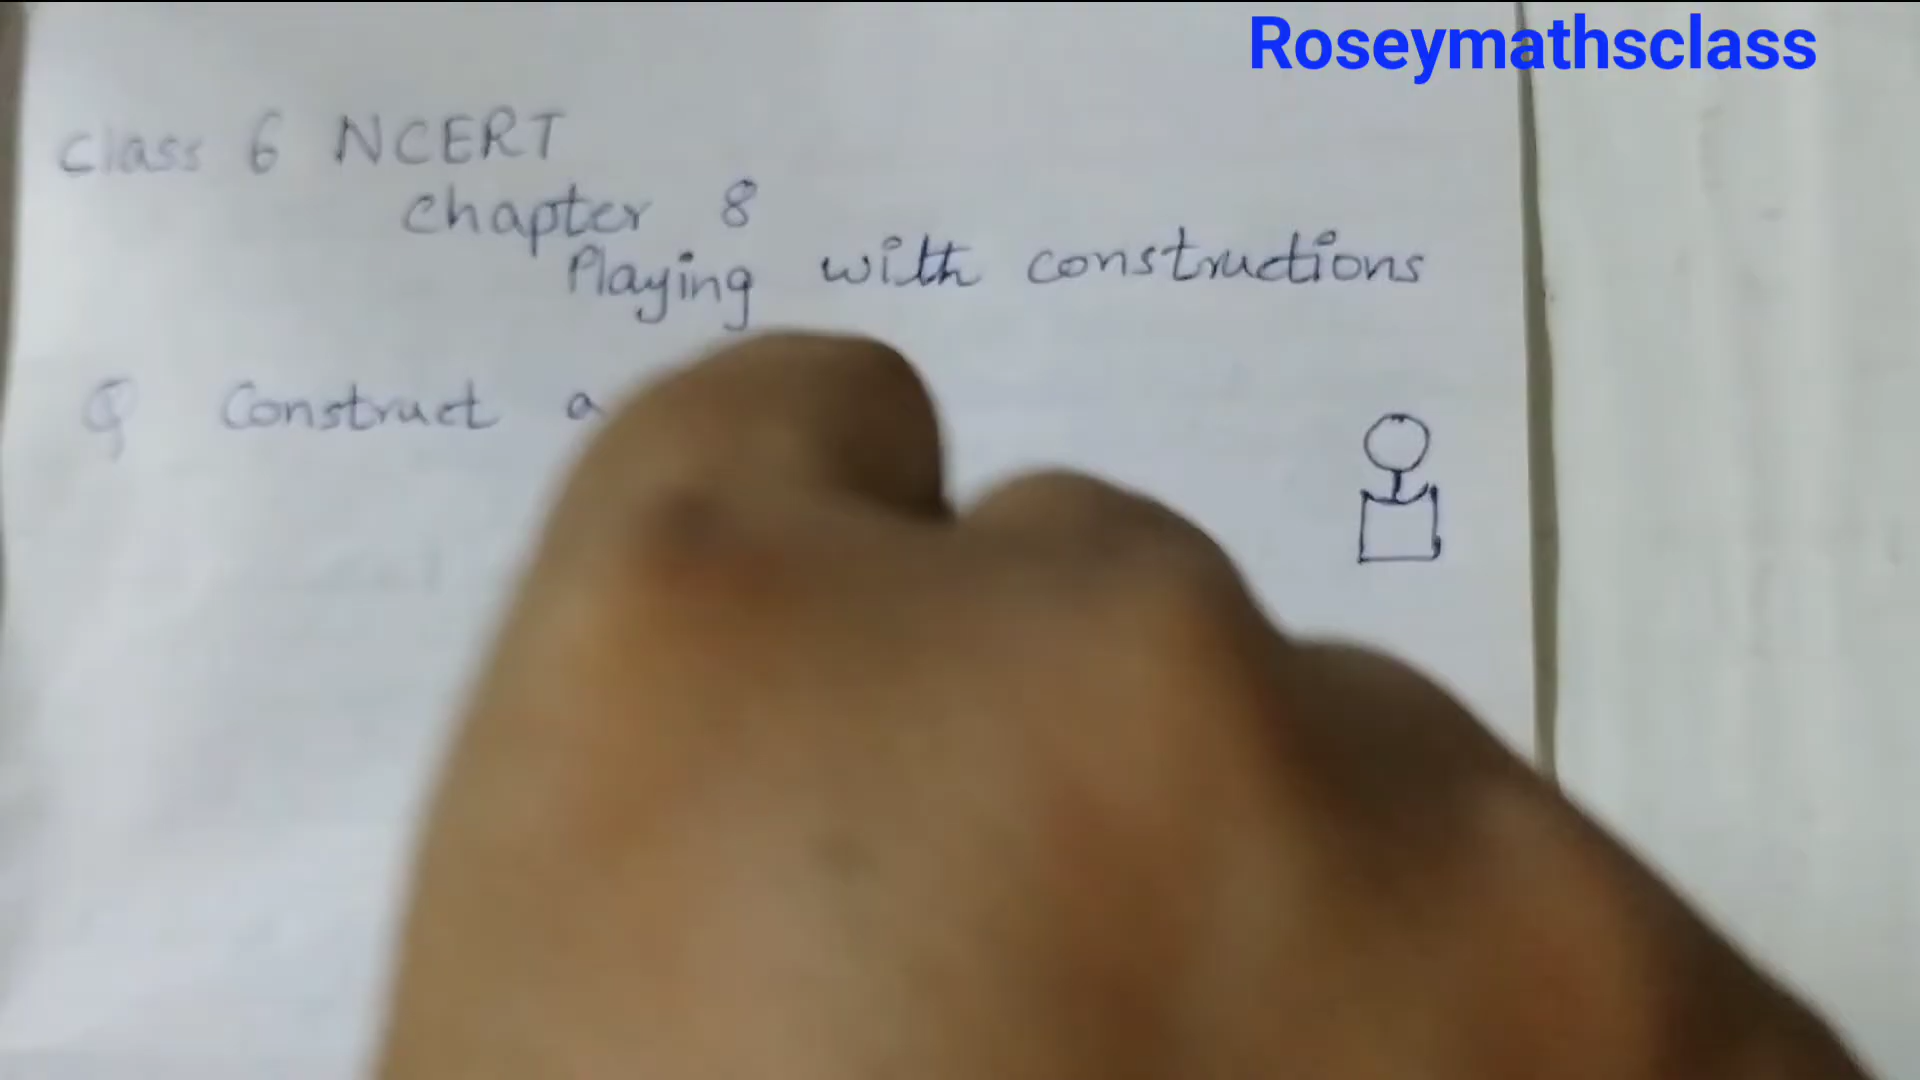 Roseymathsclass
Class 6 NCERT
Chapter 8
Playing with constructions
Q Construct a